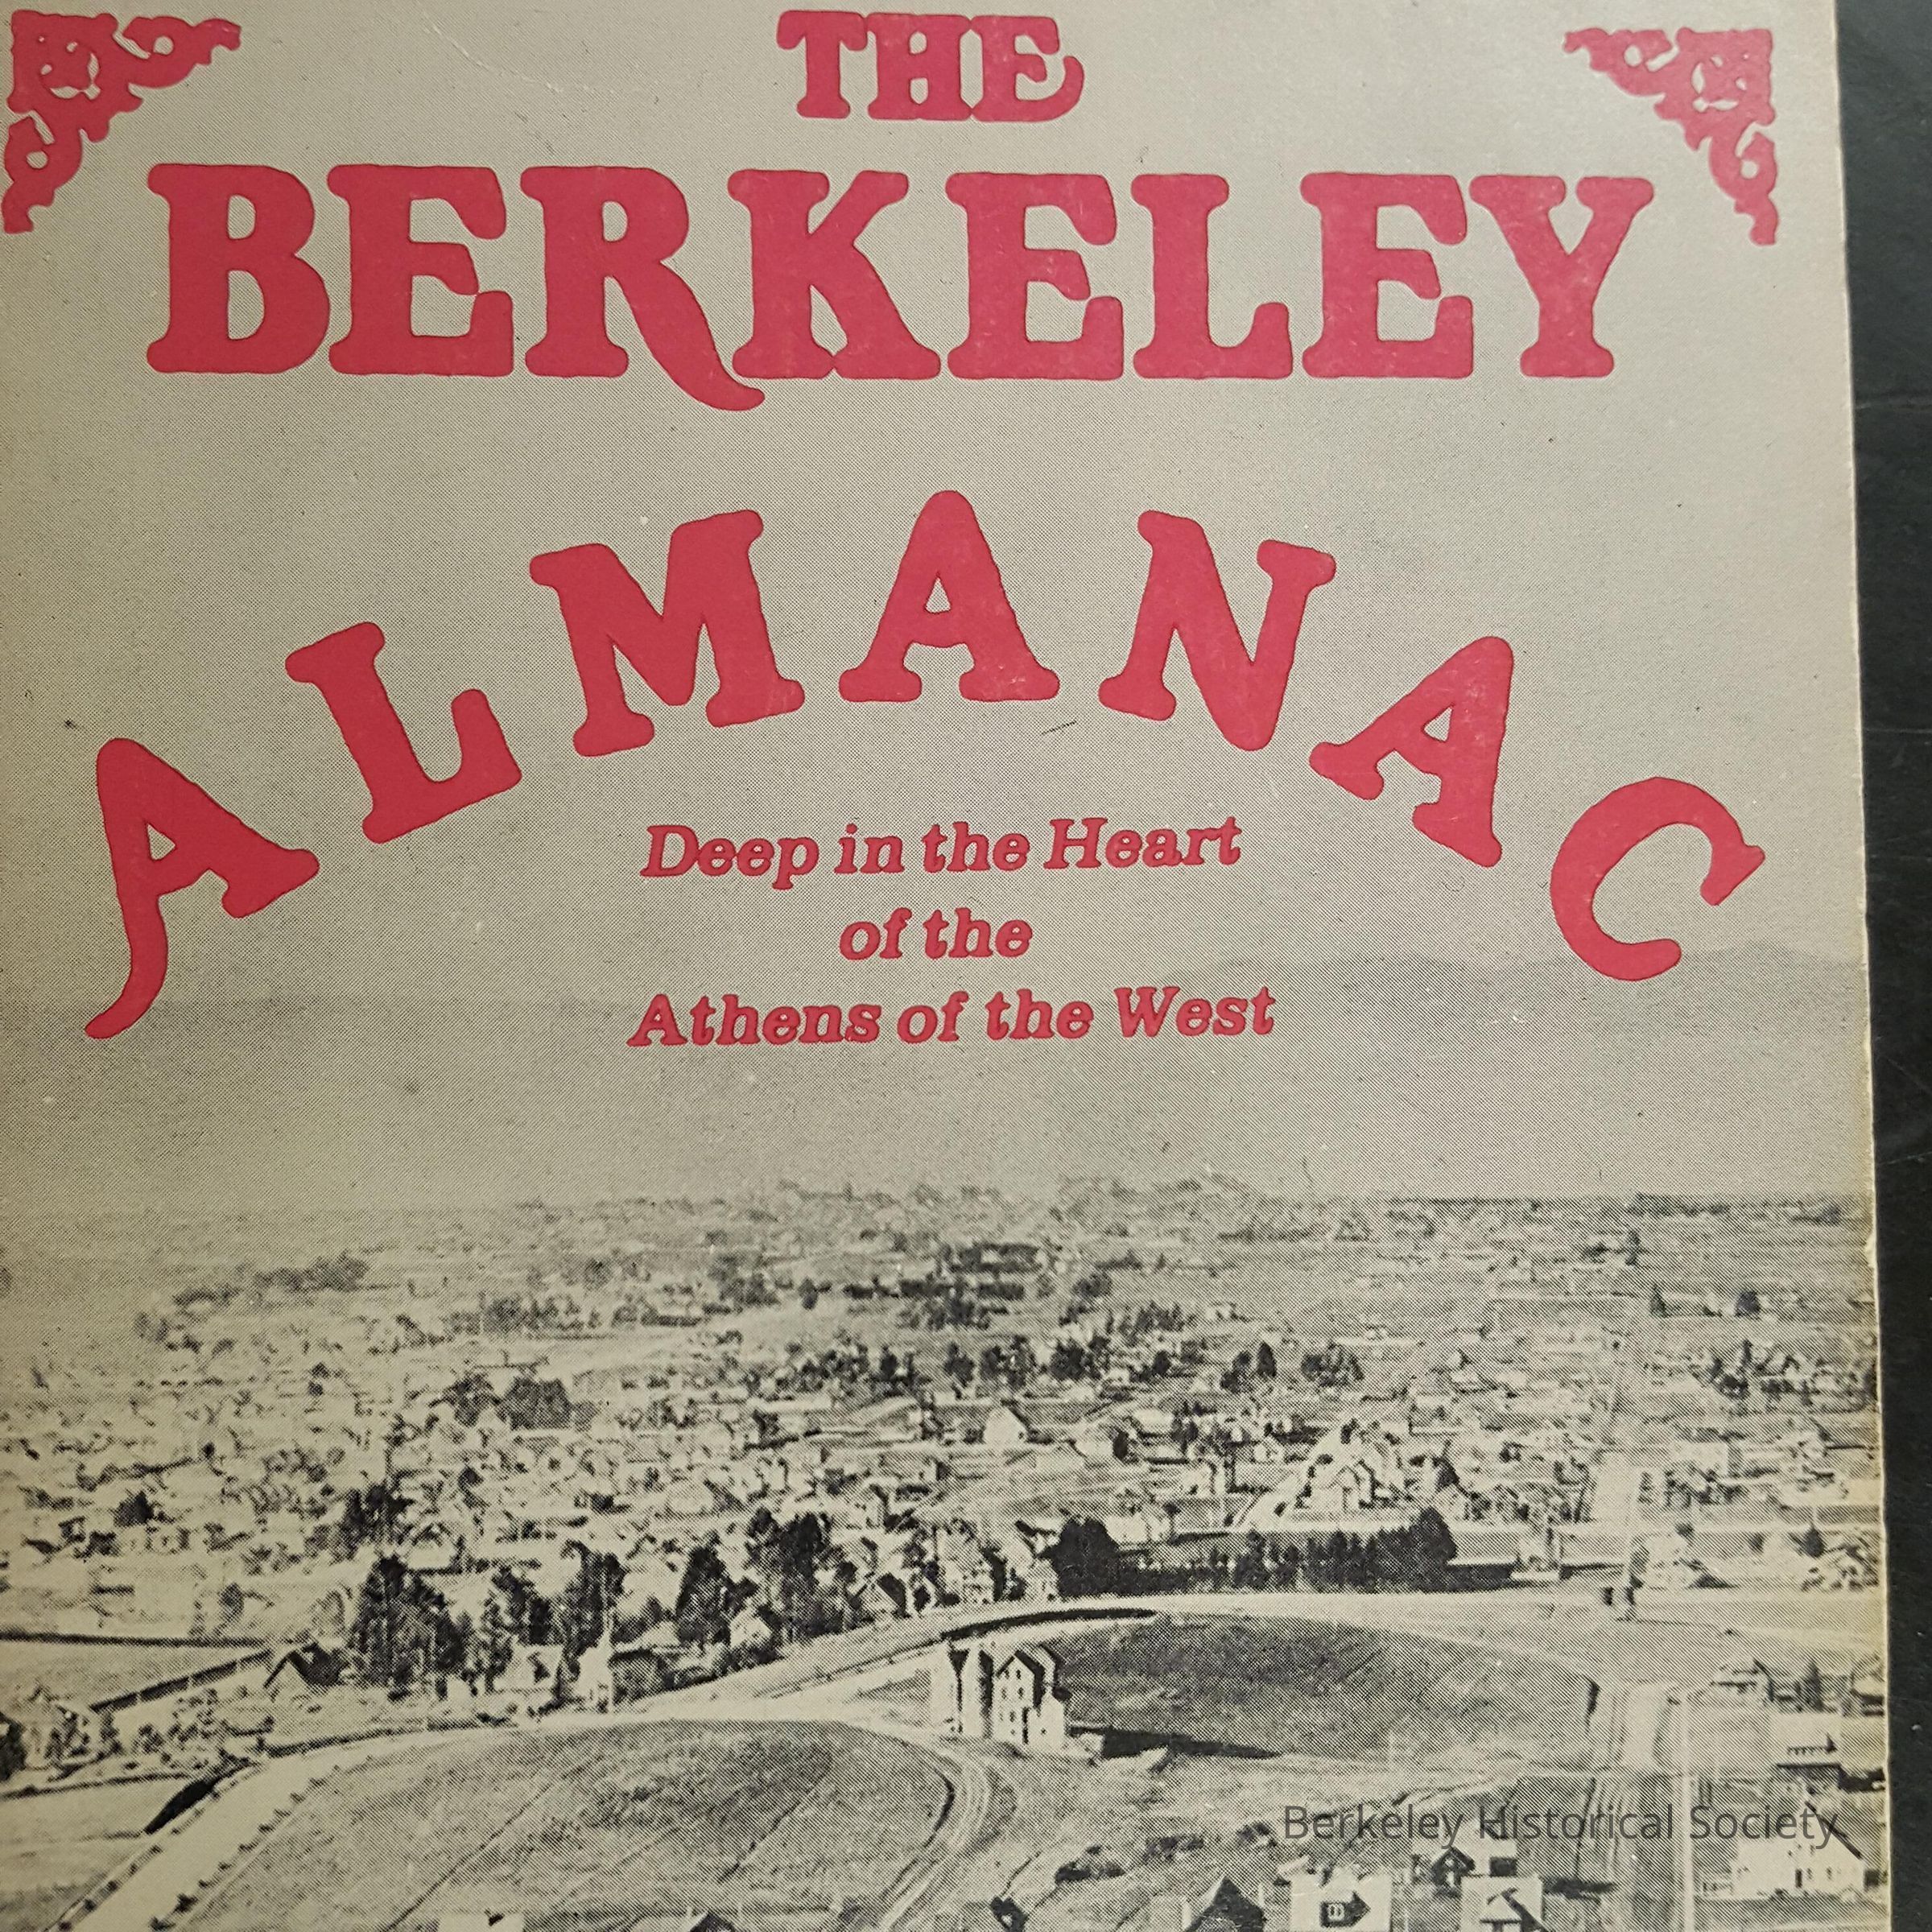 THE
BERKELEY
ALMANAC
Deep in the Heart
of the
Athens of the West
Berkeley Historical Society